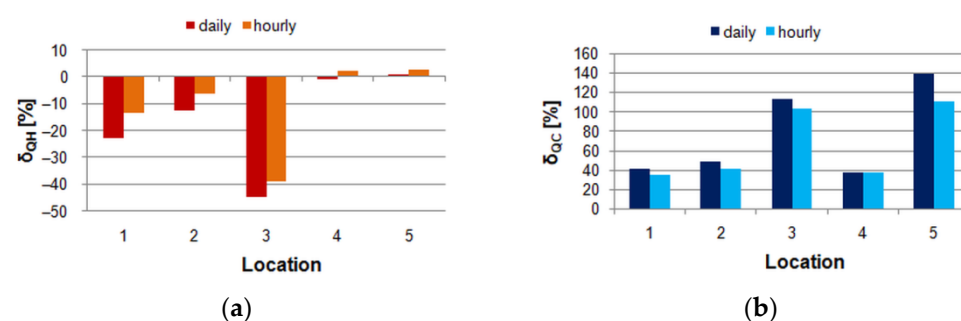 daily hourly
10
0
–10
–20
–30
–40
–50
δQH [%]
1 2 3 4 5
Location
(a)
daily hourly
160
140
120
100
80
60
40
20
0
δQC [%]
1 2 3 4 5
Location
(b)